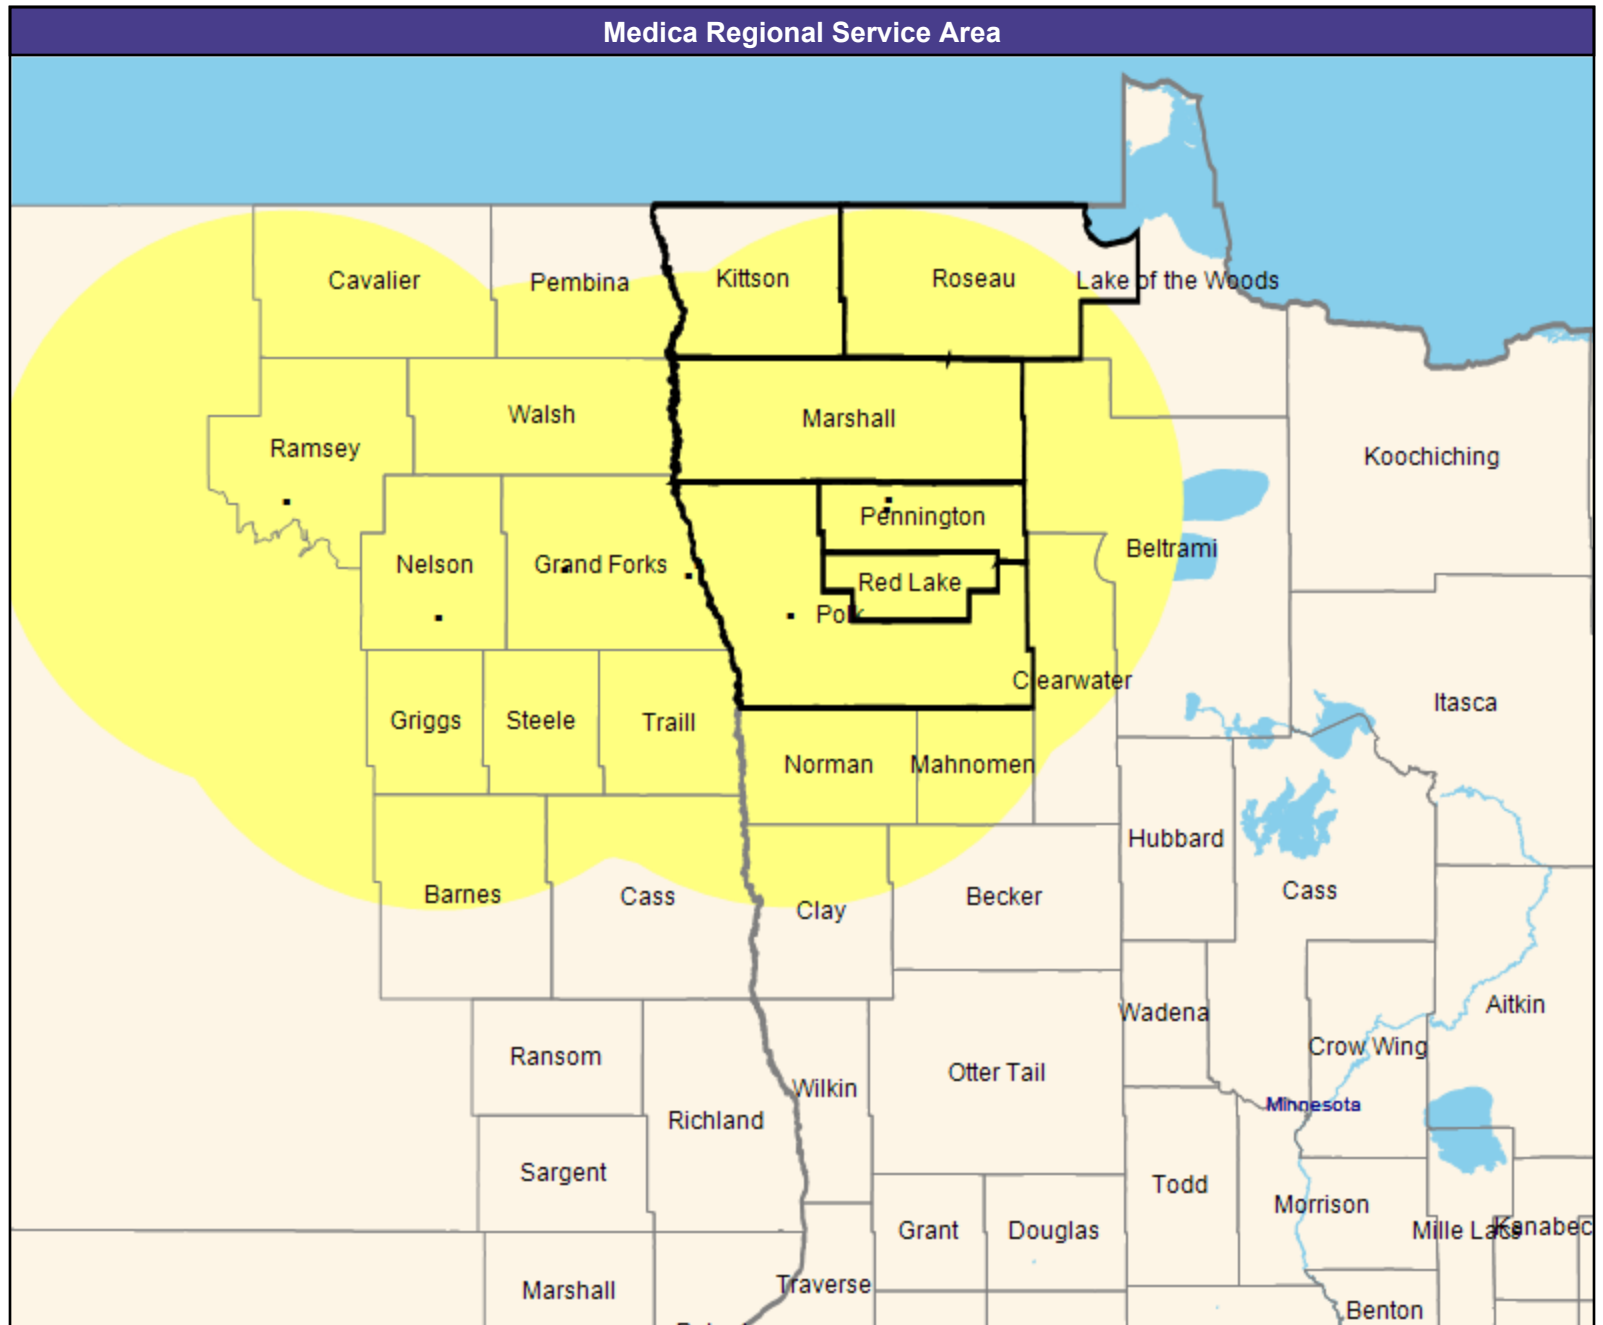 Medica Regional Service Area
Cavalier
Pembina
Kittson
Roseau
Lake of the Woods
Walsh
Marshall
Ramsey
Koochiching
Pennington
Nelson
Grand Forks
Red Lake
Beltrami
Polk
Clearwater
Itasca
Griggs
Steele
Traill
Norman
Mahnomen
Hubbard
Barnes
Cass
Clay
Becker
Cass
Wadena
Aitkin
Ransom
Otter Tail
Crow Wing
Wilkin
Minnesota
Richland
Sargent
Todd
Morrison
Grant
Douglas
Mille Lacs
Kanabec
Marshall
Traverse
Benton